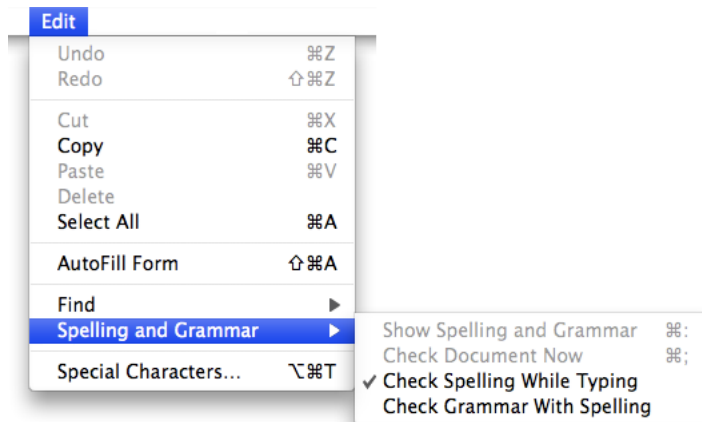 Edit
Undo ⌘Z
Redo ⇧⌘Z
Cut ⌘X
Copy ⌘C
Paste ⌘V
Delete
Select All ⌘A
AutoFill Form ⇧⌘A
Find ▶
Spelling and Grammar ▶
Show Spelling and Grammar ⌘:
Check Document Now ⌘;
✓ Check Spelling While Typing
Check Grammar With Spelling
Special Characters... ⌥⌘T